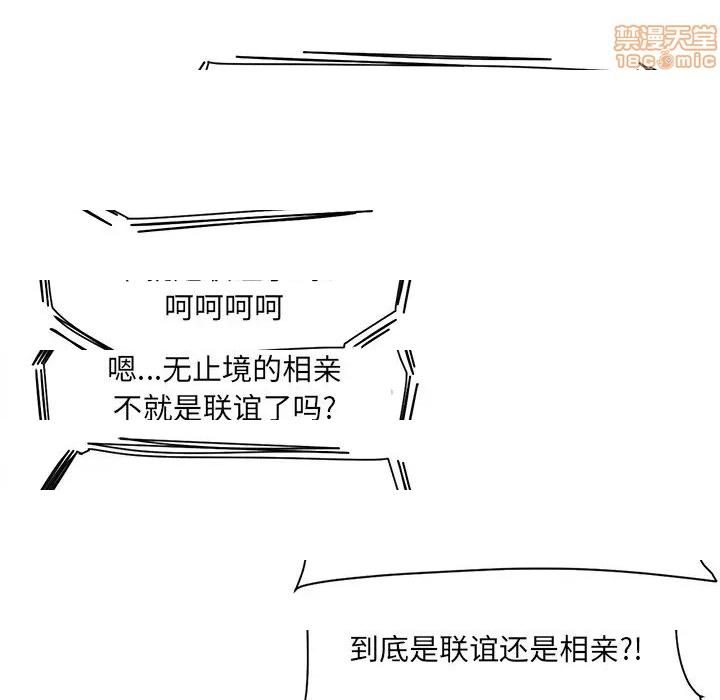 禁漫天堂
18comic
呵呵呵呵
嗯...无止境的相亲
不就是联谊了吗?
到底是联谊还是相亲?!